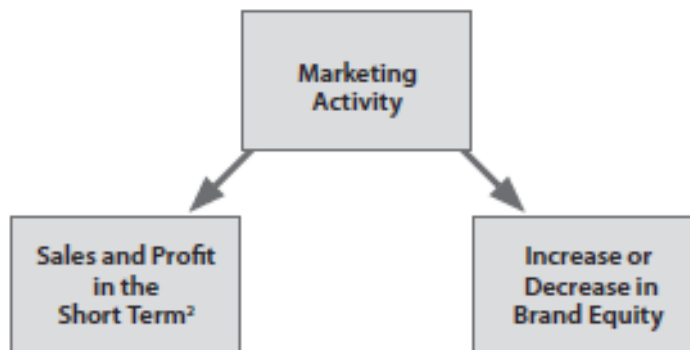 Marketing
Activity
Sales and Profit
in the
Short Term²
Increase or
Decrease in
Brand Equity